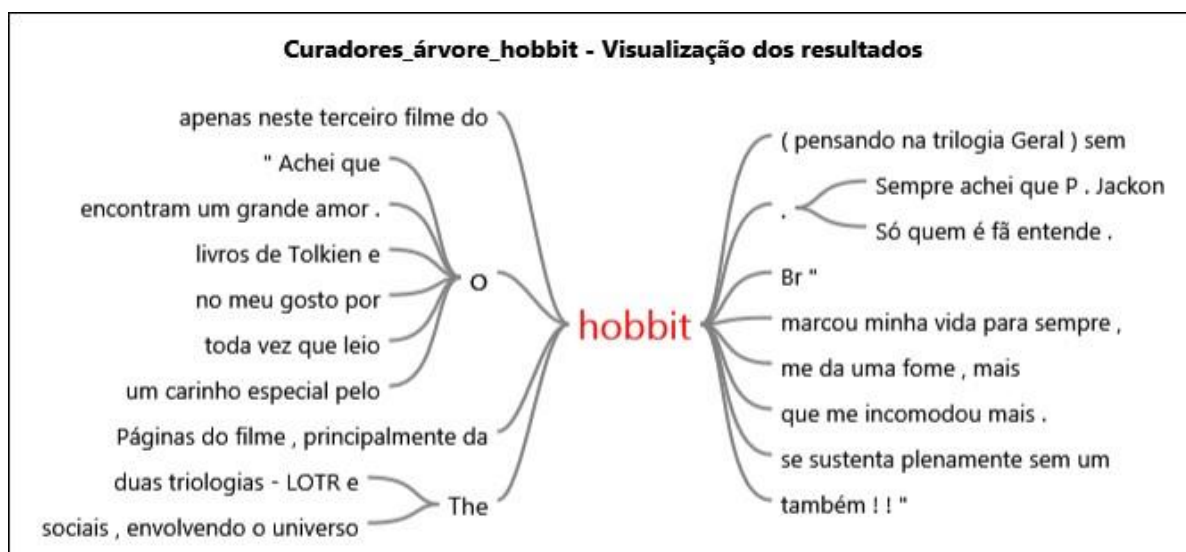 Curadores_árvore_hobbit - Visualização dos resultados
apenas neste terceiro filme do
" Achei que
encontram um grande amor .
livros de Tolkien e
no meu gosto por
toda vez que leio
um carinho especial pelo
O
Páginas do filme , principalmente da
duas triologias - LOTR e
sociais , envolvendo o universo
The
hobbit
( pensando na trilogia Geral ) sem
.
Sempre achei que P . Jackon
Só quem é fã entende .
Br "
marcou minha vida para sempre ,
me da uma fome , mais
que me incomodou mais .
se sustenta plenamente sem um
também ! ! "